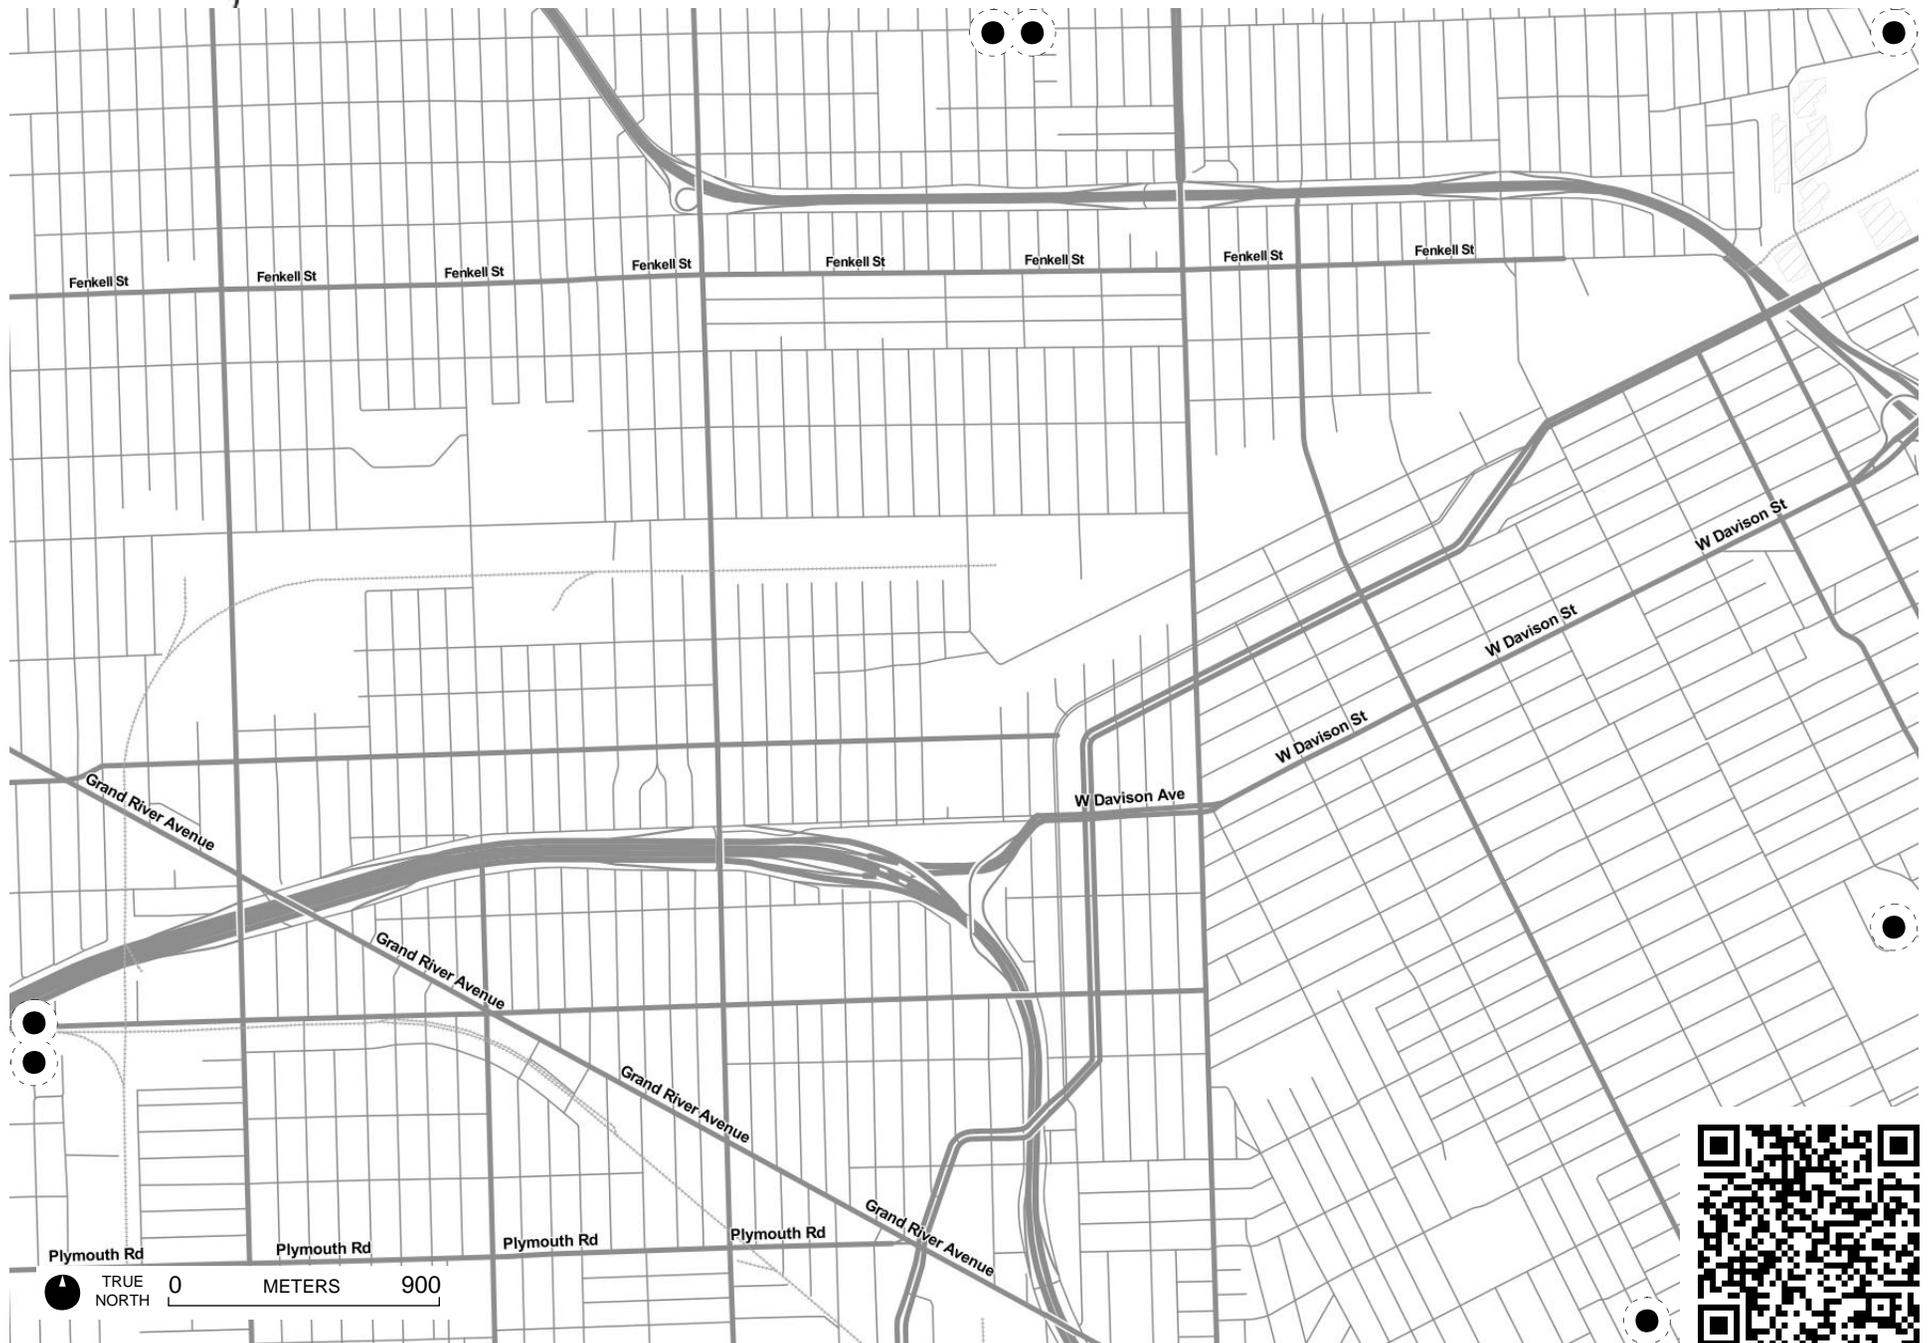 Fenkell St
Fenkell St
Fenkell St
Fenkell St
Fenkell St
Fenkell St
Fenkell St
Fenkell St
W Davison St
W Davison St
W Davison St
W Davison Ave
Grand River Avenue
Grand River Avenue
Grand River Avenue
Grand River Avenue
Plymouth Rd
Plymouth Rd
Plymouth Rd
Plymouth Rd
TRUE
NORTH
0 METERS 900